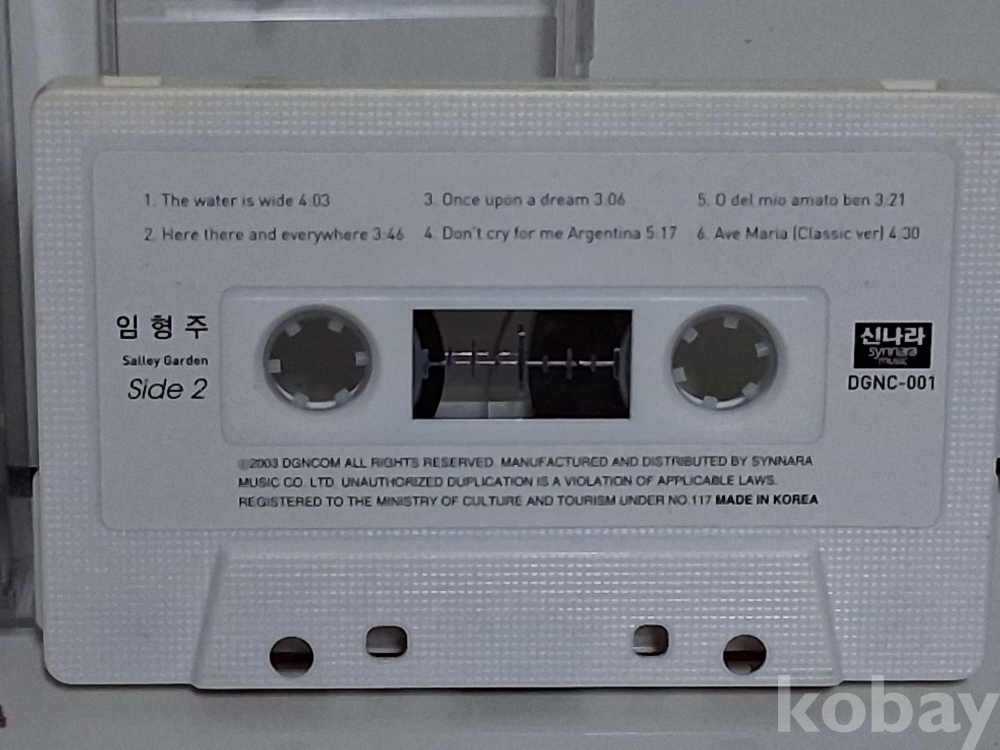 1. The water is wide 4:03
2. Here there and everywhere 3:46
3. Once upon a dream 3:06
4. Don't cry for me Argentina 5:17
5. O del mio amato ben 3:21
6. Ave Maria (Classic ver) 4:30
임형주
Salley Garden
Side 2
신나라
synnara
music
DGNC-001
ⓟ2003 DGNCOM ALL RIGHTS RESERVED. MANUFACTURED AND DISTRIBUTED BY SYNNARA
MUSIC CO. LTD. UNAUTHORIZED DUPLICATION IS A VIOLATION OF APPLICABLE LAWS.
REGISTERED TO THE MINISTRY OF CULTURE AND TOURISM UNDER NO.117 MADE IN KOREA
kobay